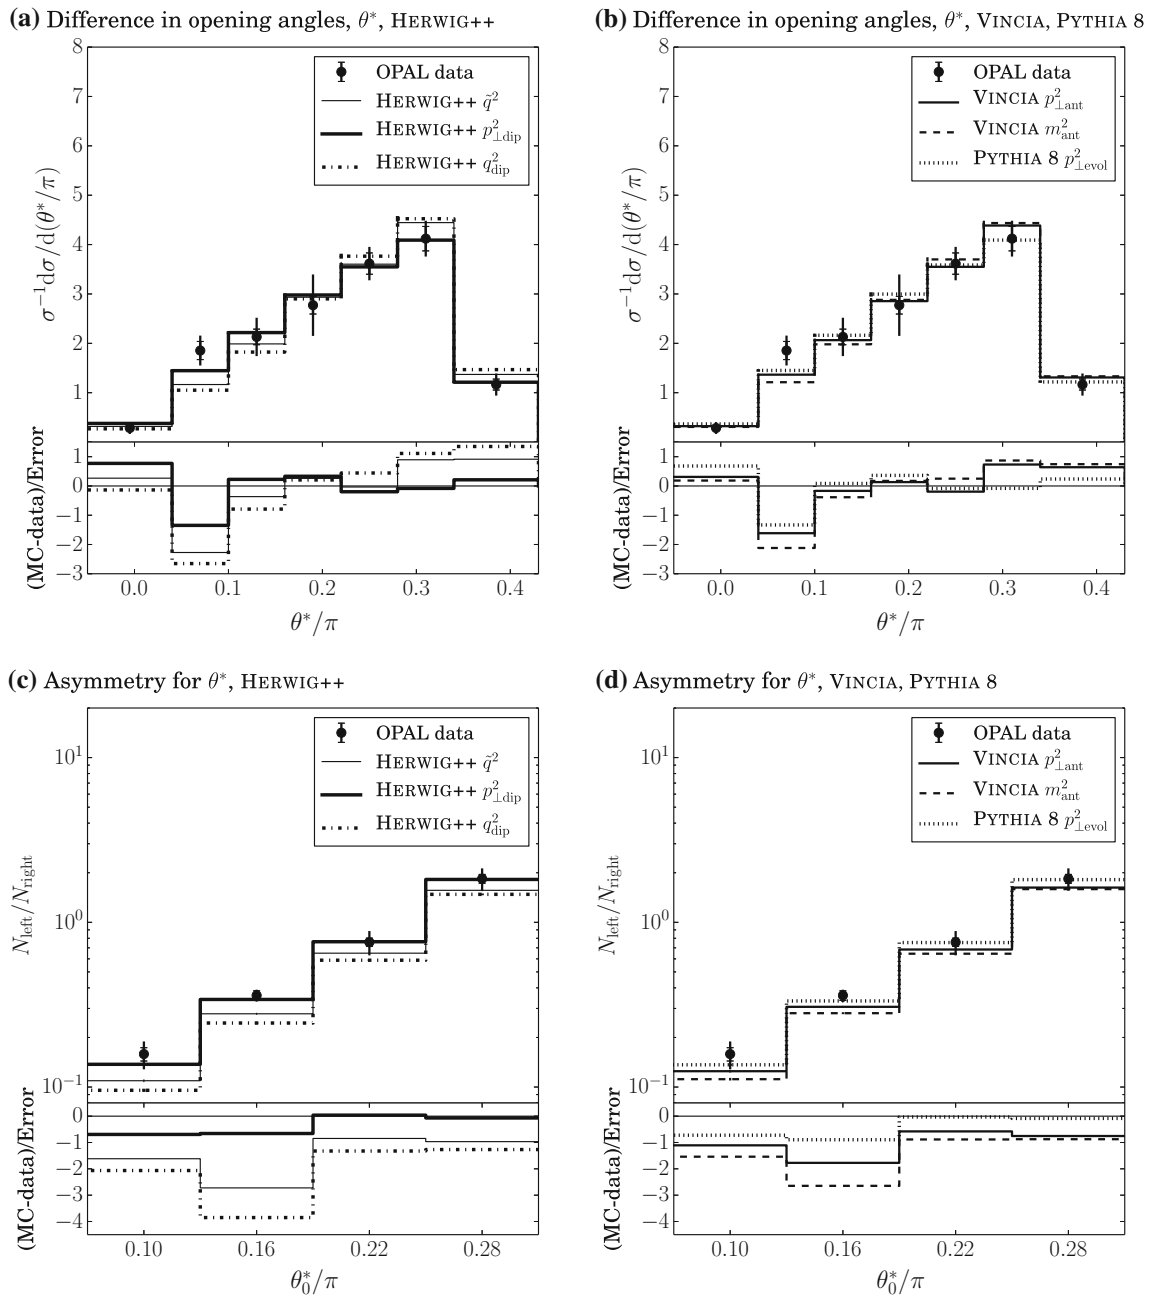 (a) Difference in opening angles, θ*, HERWIG++
8
7
6
5
4
3
2
1
σ⁻¹dσ/d(θ*/π)
OPAL data
HERWIG++ q̃²
HERWIG++ p²⊥dip
HERWIG++ q²dip
1
0
−1
−2
−3
(MC-data)/Error
0.0 0.1 0.2 0.3 0.4
θ*/π
(b) Difference in opening angles, θ*, VINCIA, PYTHIA 8
8
7
6
5
4
3
2
1
σ⁻¹dσ/d(θ*/π)
OPAL data
VINCIA p²⊥ant
VINCIA m²ant
PYTHIA 8 p²⊥evol
1
0
−1
−2
−3
(MC-data)/Error
0.0 0.1 0.2 0.3 0.4
θ*/π
(c) Asymmetry for θ*, HERWIG++
10¹
10⁰
10⁻¹
N_left/N_right
OPAL data
HERWIG++ q̃²
HERWIG++ p²⊥dip
HERWIG++ q²dip
0
−1
−2
−3
−4
(MC-data)/Error
0.10 0.16 0.22 0.28
θ*₀/π
(d) Asymmetry for θ*, VINCIA, PYTHIA 8
10¹
10⁰
10⁻¹
N_left/N_right
OPAL data
VINCIA p²⊥ant
VINCIA m²ant
PYTHIA 8 p²⊥evol
0
−1
−2
−3
−4
(MC-data)/Error
0.10 0.16 0.22 0.28
θ*₀/π